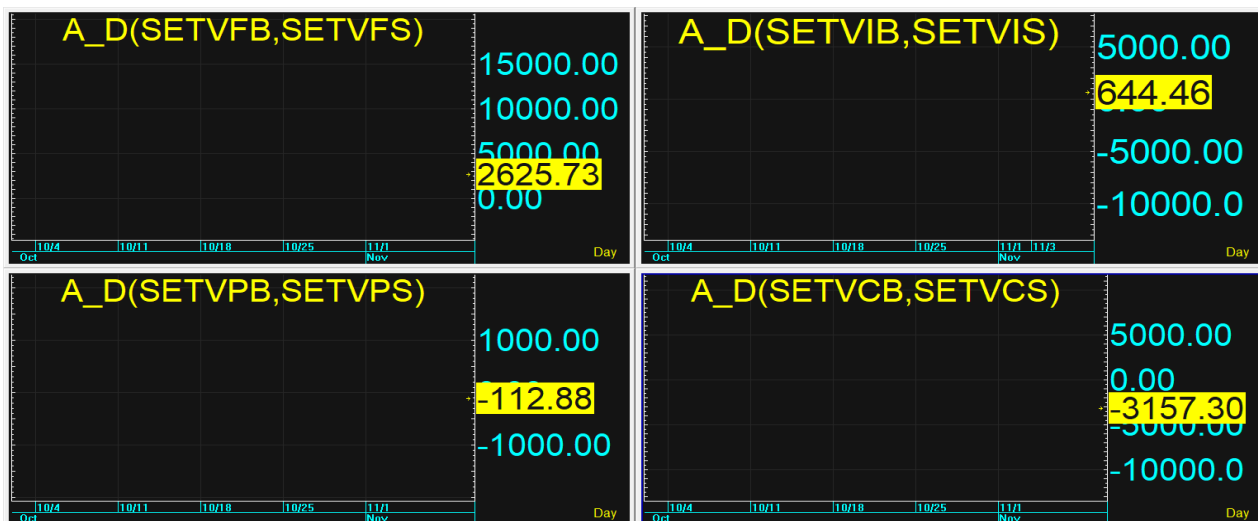 A_D(SETVFB,SETVFS)
15000.00
10000.00
5000.00
2625.73
0.00
10/4 10/11 10/18 10/25 11/1
Oct Nov
Day
A_D(SETVIB,SETVIS)
5000.00
644.46
-5000.00
-10000.0
10/4 10/11 10/18 10/25 11/1 11/3
Oct Nov
Day
A_D(SETVPB,SETVPS)
1000.00
-112.88
-1000.00
10/4 10/11 10/18 10/25 11/1
Oct Nov
Day
A_D(SETVCB,SETVCS)
5000.00
0.00
-3157.30
-5000.00
-10000.0
10/4 10/11 10/18 10/25 11/1
Oct Nov
Day